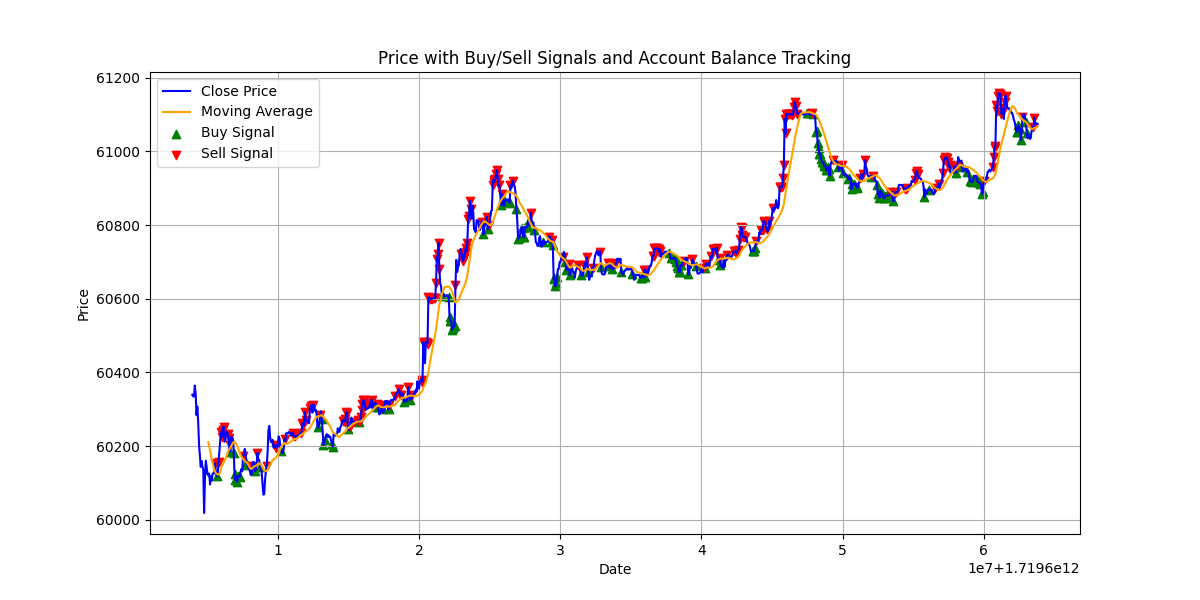 Price with Buy/Sell Signals and Account Balance Tracking
61200
61000
60800
60600
60400
60200
60000
Price
Close Price
Moving Average
Buy Signal
Sell Signal
1 2 3 4 5 6
Date
1e7+1.7196e12